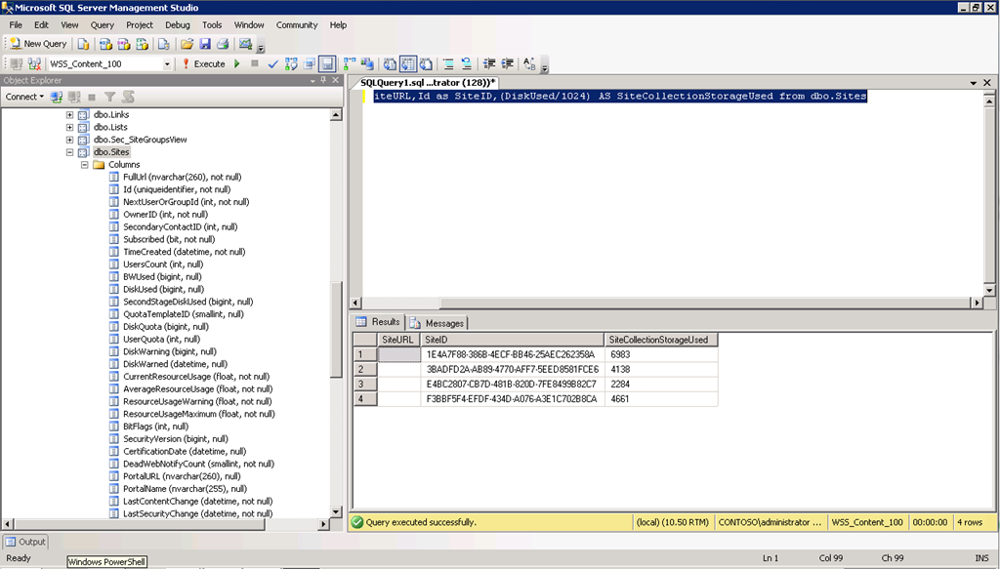 Microsoft SQL Server Management Studio
File Edit View Query Project Debug Tools Window Community Help
New Query
WSS_Content_100 Execute
Object Explorer
Connect
dbo.Links
dbo.Lists
dbo.Sec_SiteGroupsView
dbo.Sites
Columns
FullUrl (nvarchar(260), not null)
Id (uniqueidentifier, not null)
NextUserOrGroupId (int, not null)
OwnerID (int, not null)
SecondaryContactID (int, null)
Subscribed (bit, not null)
TimeCreated (datetime, not null)
UsersCount (int, null)
BWUsed (bigint, null)
DiskUsed (bigint, null)
SecondStageDiskUsed (bigint, null)
QuotaTemplateID (smallint, null)
DiskQuota (bigint, null)
UserQuota (int, null)
DiskWarning (bigint, null)
DiskWarned (datetime, null)
CurrentResourceUsage (float, not null)
AverageResourceUsage (float, not null)
ResourceUsageWarning (float, not null)
ResourceUsageMaximum (float, not null)
BitFlags (int, null)
SecurityVersion (bigint, null)
CertificationDate (datetime, null)
DeadWebNotifyCount (smallint, not null)
PortalURL (nvarchar(260), null)
PortalName (nvarchar(255), null)
LastContentChange (datetime, not null)
LastSecurityChange (datetime, not null)
SQLQuery1.sql ...trator (128))*
iteURL,Id as SiteID,(DiskUsed/1024) AS SiteCollectionStorageUsed from dbo.Sites
Results Messages
SiteURL SiteID SiteCollectionStorageUsed
1 1E4A7F88-386B-4ECF-BB46-25AEC262358A 6983
2 3BADFD2A-AB89-4770-AFF7-5EED8581FCE6 4138
3 E4BC2807-CB7D-481B-820D-7FE8499B82C7 2284
4 F3BBF5F4-EFDF-434D-A076-A3E1C702B8CA 4661
Query executed successfully. (local) (10.50 RTM) CONTOSO\administrator ... WSS_Content_100 00:00:00 4 rows
Output
Ready Ln 1 Col 99 Ch 99 INS
Windows PowerShell